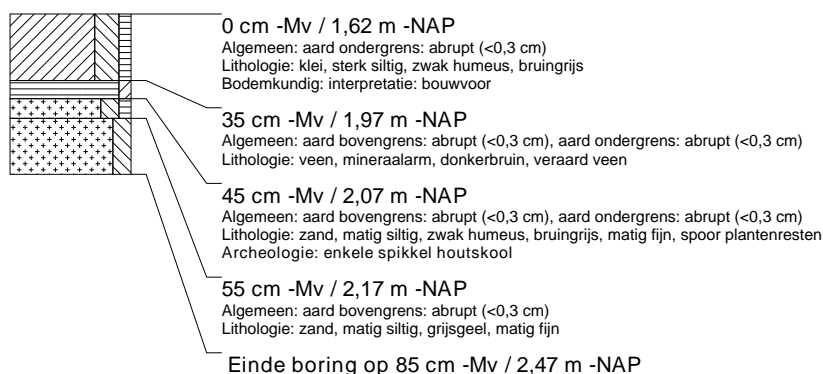 0 cm -Mv / 1,62 m -NAP
Algemeen: aard ondergrens: abrupt (<0,3 cm)
Lithologie: klei, sterk siltig, zwak humeus, bruingrijs
Bodemkundig: interpretatie: bouwvoor
35 cm -Mv / 1,97 m -NAP
Algemeen: aard bovengrens: abrupt (<0,3 cm), aard ondergrens: abrupt (<0,3 cm)
Lithologie: veen, mineraalarm, donkerbruin, veraard veen
45 cm -Mv / 2,07 m -NAP
Algemeen: aard bovengrens: abrupt (<0,3 cm), aard ondergrens: abrupt (<0,3 cm)
Lithologie: zand, matig siltig, zwak humeus, bruingrijs, matig fijn, spoor plantenresten
Archeologie: enkele spikkel houtskool
55 cm -Mv / 2,17 m -NAP
Algemeen: aard bovengrens: abrupt (<0,3 cm)
Lithologie: zand, matig siltig, grijsgeel, matig fijn
Einde boring op 85 cm -Mv / 2,47 m -NAP